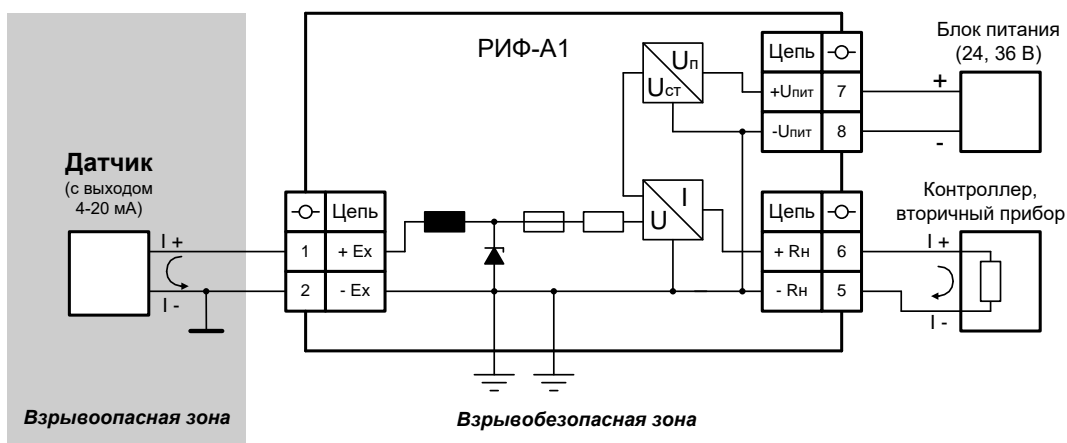 РИФ-А1
Блок питания
(24, 36 В)
Uп
Uст
Цепь
+Uпит 7
-Uпит 8
+
-
Датчик
(с выходом
4-20 мА)
Цепь
1 + Ex
2 - Ex
I +
I -
I
U
Цепь
+ Rн 6
- Rн 5
Контроллер,
вторичный прибор
I +
I -
Взрывоопасная зона
Взрывобезопасная зона